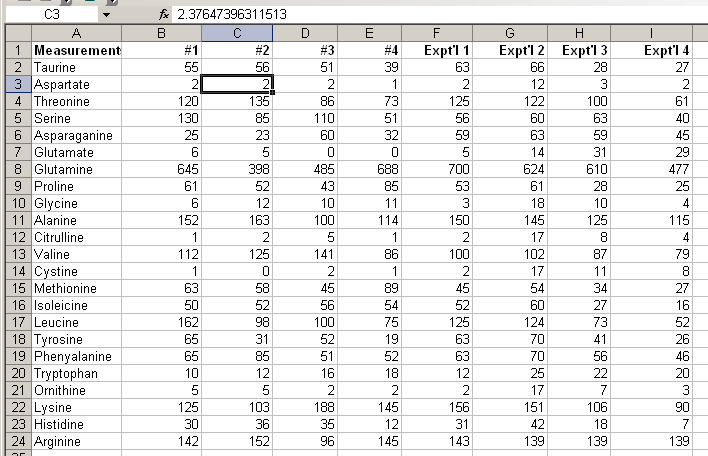 C3 fx 2.37647396311513
A B C D E F G H I
1 Measurement #1 #2 #3 #4 Expt'l 1 Expt'l 2 Expt'l 3 Expt'l 4
2 Taurine 55 56 51 39 63 66 28 27
3 Aspartate 2 2 2 1 2 12 3 2
4 Threonine 120 135 86 73 125 122 100 61
5 Serine 130 85 110 51 56 60 63 40
6 Asparaganine 25 23 60 32 59 63 59 45
7 Glutamate 6 5 0 0 5 14 31 29
8 Glutamine 645 398 485 688 700 624 610 477
9 Proline 61 52 43 85 53 61 28 25
10 Glycine 6 12 10 11 3 18 10 4
11 Alanine 152 163 100 114 150 145 125 115
12 Citrulline 1 2 5 1 2 17 8 4
13 Valine 112 125 141 86 100 102 87 79
14 Cystine 1 0 2 1 2 17 11 8
15 Methionine 63 58 45 89 45 54 34 27
16 Isoleicine 50 52 56 54 52 60 27 16
17 Leucine 162 98 100 75 125 124 73 52
18 Tyrosine 65 31 52 19 63 70 41 26
19 Phenyalanine 65 85 51 52 63 70 56 46
20 Tryptophan 10 12 16 18 12 25 22 20
21 Ornithine 5 5 2 2 2 17 7 3
22 Lysine 125 103 188 145 156 151 106 90
23 Histidine 30 36 35 12 31 42 18 7
24 Arginine 142 152 96 145 143 139 139 139